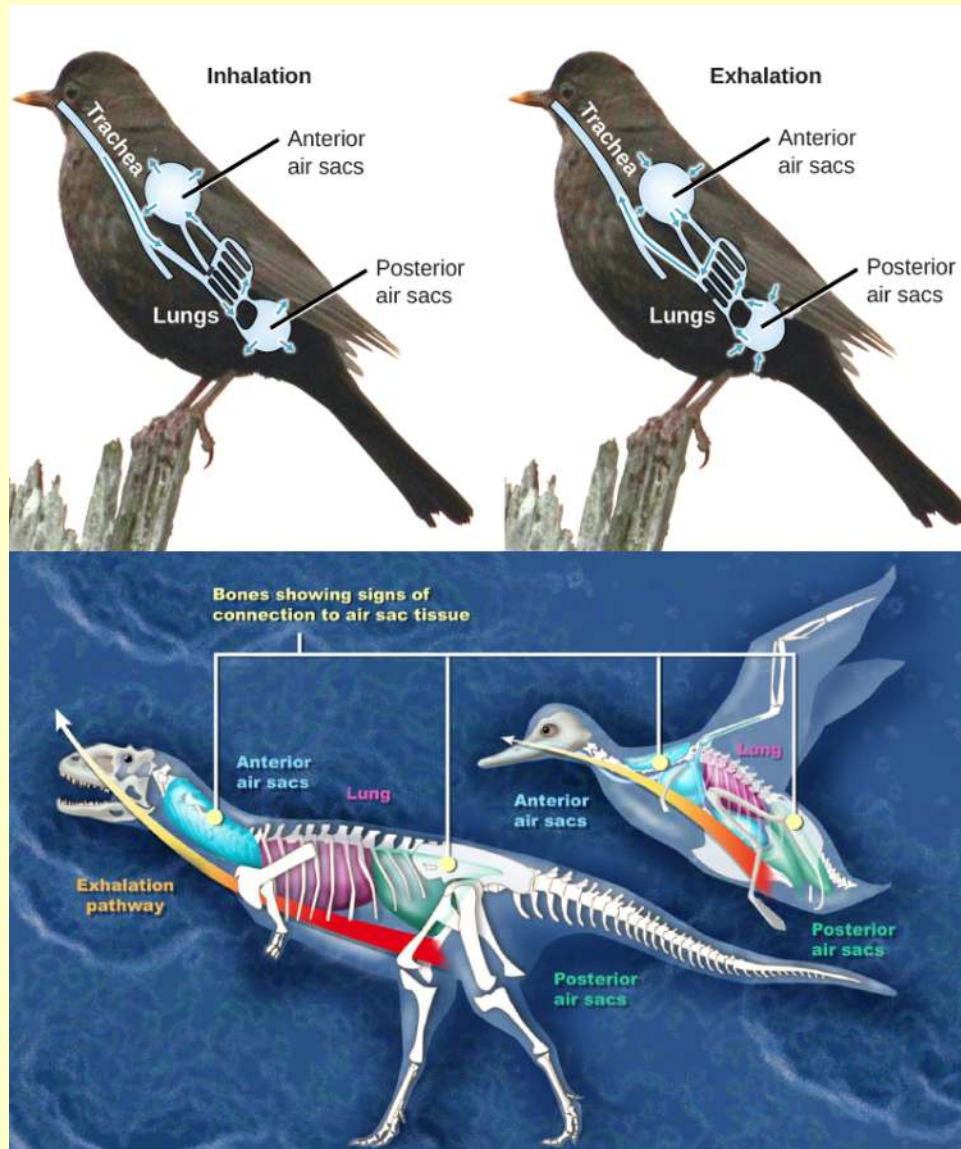 Inhalation
Trachea
Anterior
air sacs
Posterior
air sacs
Lungs
Exhalation
Trachea
Anterior
air sacs
Posterior
air sacs
Lungs
Bones showing signs of
connection to air sac tissue
Anterior
air sacs
Lung
Exhalation
pathway
Posterior
air sacs
Lung
Anterior
air sacs
Posterior
air sacs